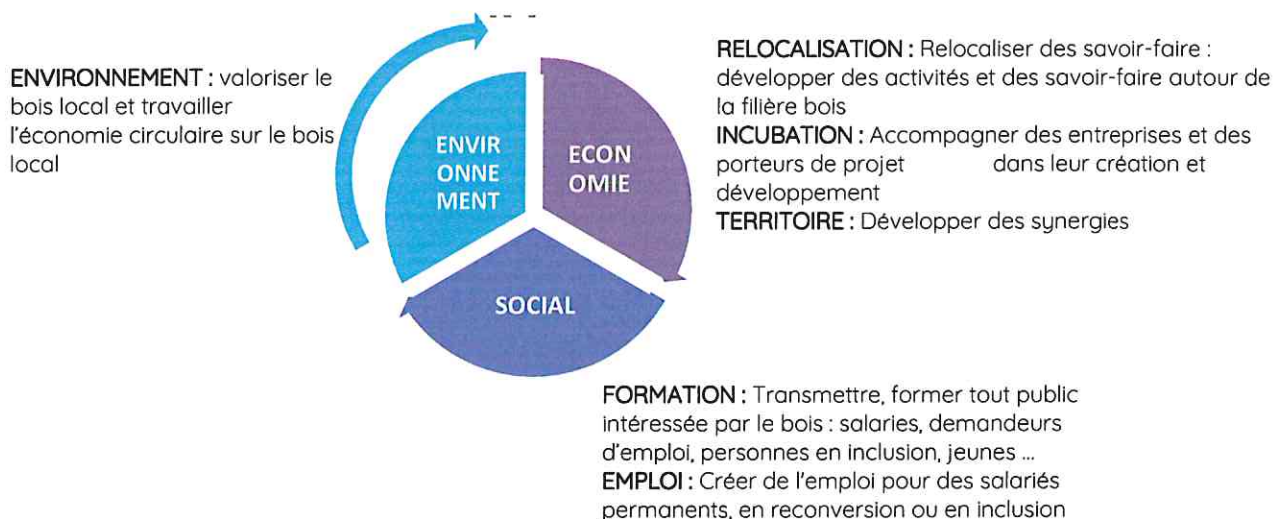 ENVIRONNEMENT : valoriser le
bois local et travailler
l'économie circulaire sur le bois
local
ENVIR
ONNE
MENT
ECON
OMIE
SOCIAL
RELOCALISATION : Relocaliser des savoir-faire :
développer des activités et des savoir-faire autour de
la filière bois
INCUBATION : Accompagner des entreprises et des
porteurs de projet dans leur création et
développement
TERRITOIRE : Développer des synergies
FORMATION : Transmettre, former tout public
intéressée par le bois : salaries, demandeurs
d'emploi, personnes en inclusion, jeunes ...
EMPLOI : Créer de l'emploi pour des salariés
permanents, en reconversion ou en inclusion